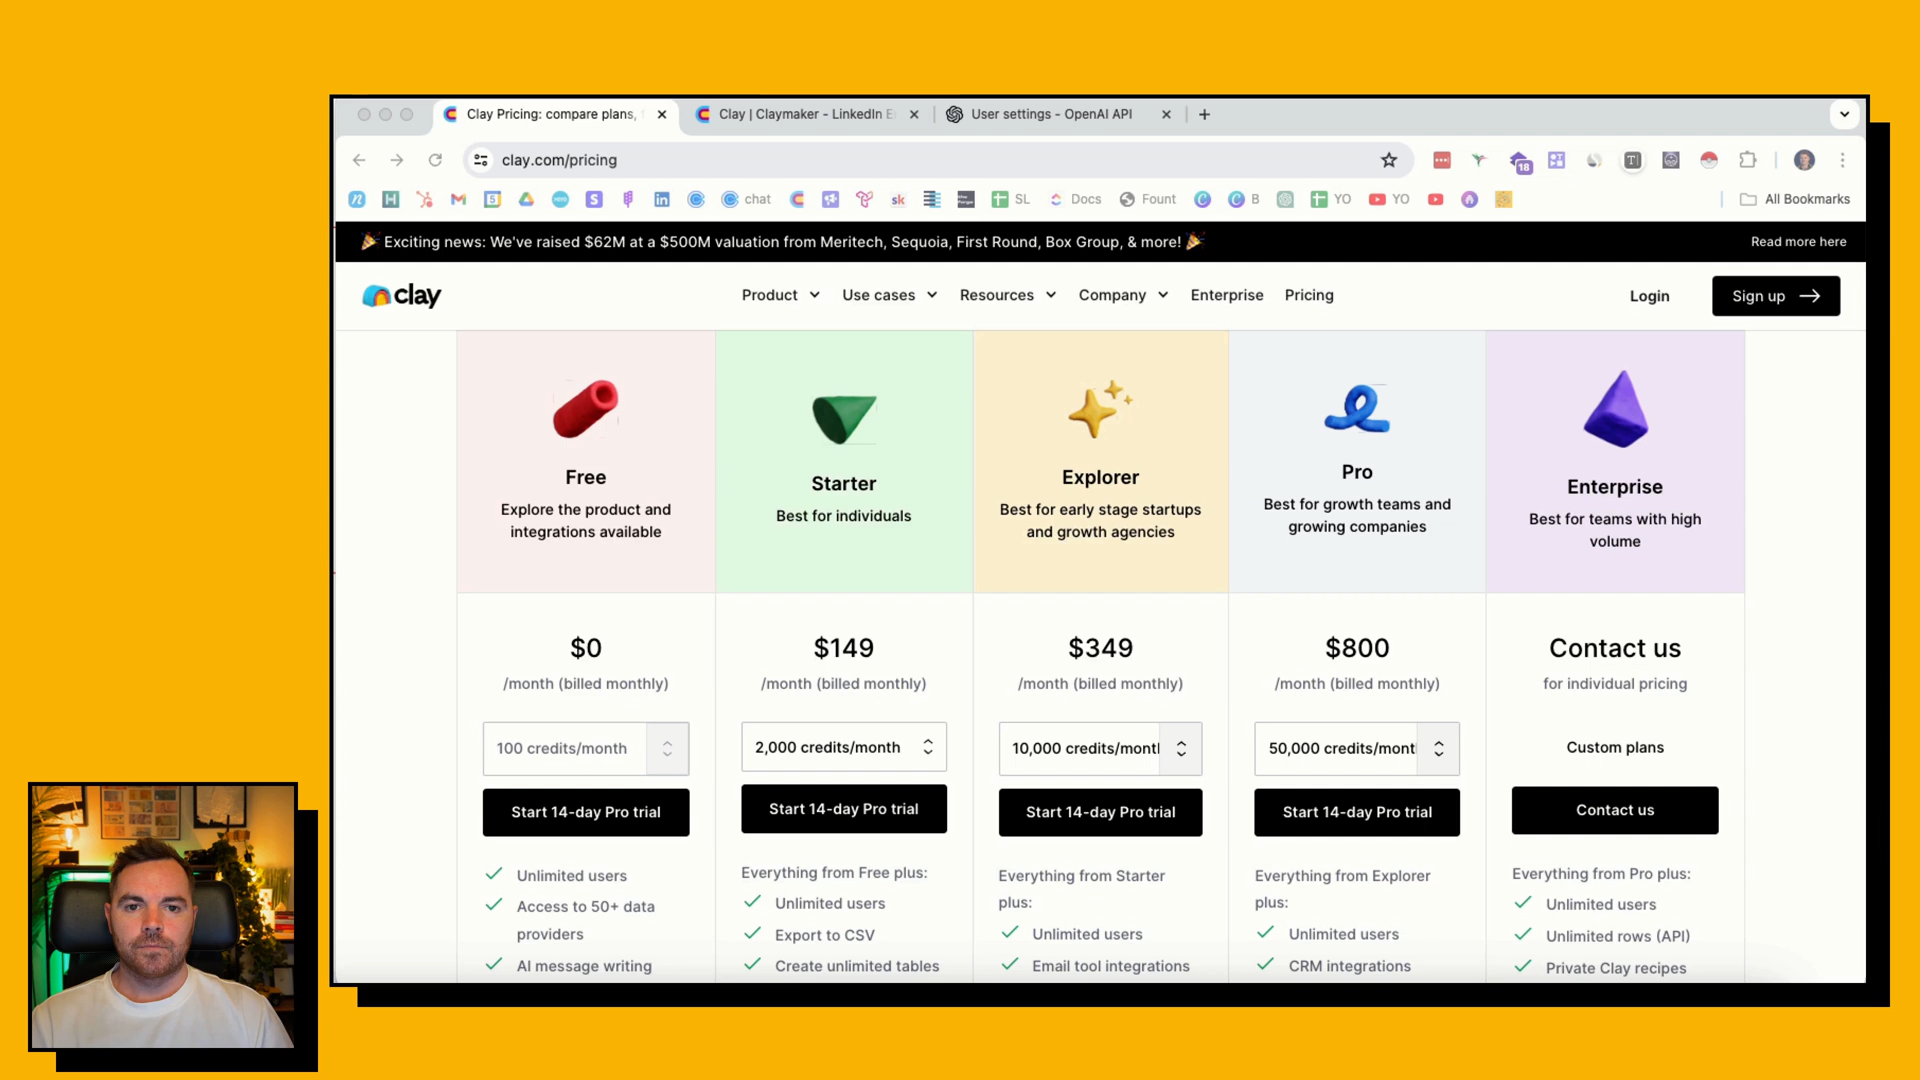 Clay Pricing: compare plans,
Clay | Claymaker - LinkedIn E
User settings - OpenAI API
clay.com/pricing
18
chat
SL
Docs
Fount
B
YO
YO
All Bookmarks
Exciting news: We've raised $62M at a $500M valuation from Meritech, Sequoia, First Round, Box Group, & more!
Read more here
clay
Product
Use cases
Resources
Company
Enterprise
Pricing
Login
Sign up
Free
Explore the product and
integrations available
Starter
Best for individuals
Explorer
Best for early stage startups
and growth agencies
Pro
Best for growth teams and
growing companies
Enterprise
Best for teams with high
volume
$0
/month (billed monthly)
100 credits/month
Start 14-day Pro trial
Unlimited users
Access to 50+ data
providers
AI message writing
$149
/month (billed monthly)
2,000 credits/month
Start 14-day Pro trial
Everything from Free plus:
Unlimited users
Export to CSV
Create unlimited tables
$349
/month (billed monthly)
10,000 credits/month
Start 14-day Pro trial
Everything from Starter
plus:
Unlimited users
Email tool integrations
$800
/month (billed monthly)
50,000 credits/mont
Start 14-day Pro trial
Everything from Explorer
plus:
Unlimited users
CRM integrations
Contact us
for individual pricing
Custom plans
Contact us
Everything from Pro plus:
Unlimited users
Unlimited rows (API)
Private Clay recipes